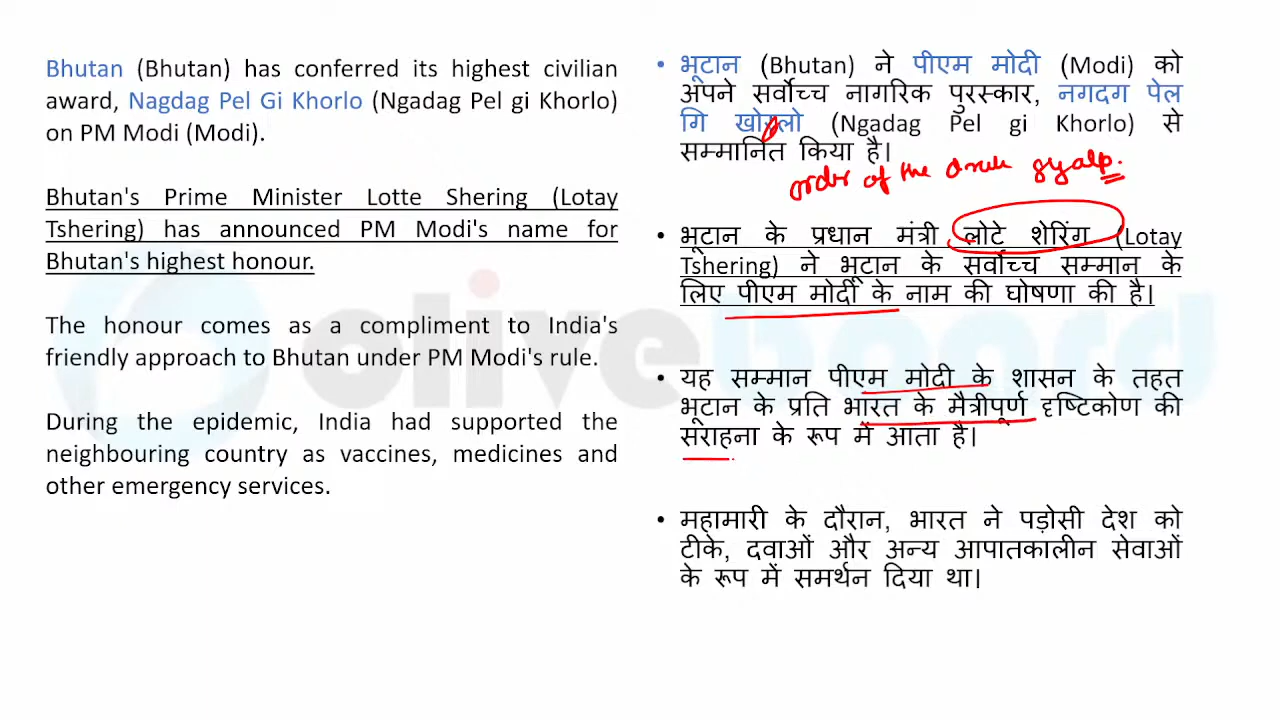 Bhutan (Bhutan) has conferred its highest civilian
award, Nagdag Pel Gi Khorlo (Ngadag Pel gi Khorlo)
on PM Modi (Modi).
Bhutan's Prime Minister Lotte Shering (Lotay
Tshering) has announced PM Modi's name for
Bhutan's highest honour.
The honour comes as a compliment to India's
friendly approach to Bhutan under PM Modi's rule.
During the epidemic, India had supported the
neighbouring country as vaccines, medicines and
other emergency services.
• भूटान (Bhutan) ने पीएम मोदी (Modi) को
अपने सर्वोच्च नागरिक पुरस्कार, नगदग पेल
गि खोरलो (Ngadag Pel gi Khorlo) से
सम्मानित किया है।
order of the druk gyalp.
• भूटान के प्रधान मंत्री लोटे शेरिंग (Lotay
Tshering) ने भूटान के सर्वोच्च सम्मान के
लिए पीएम मोदी के नाम की घोषणा की है।
• यह सम्मान पीएम मोदी के शासन के तहत
भूटान के प्रति भारत के मैत्रीपूर्ण दृष्टिकोण की
सराहना के रूप में आता है।
• महामारी के दौरान, भारत ने पड़ोसी देश को
टीके, दवाओं और अन्य आपातकालीन सेवाओं
के रूप में समर्थन दिया था।
oliveboard